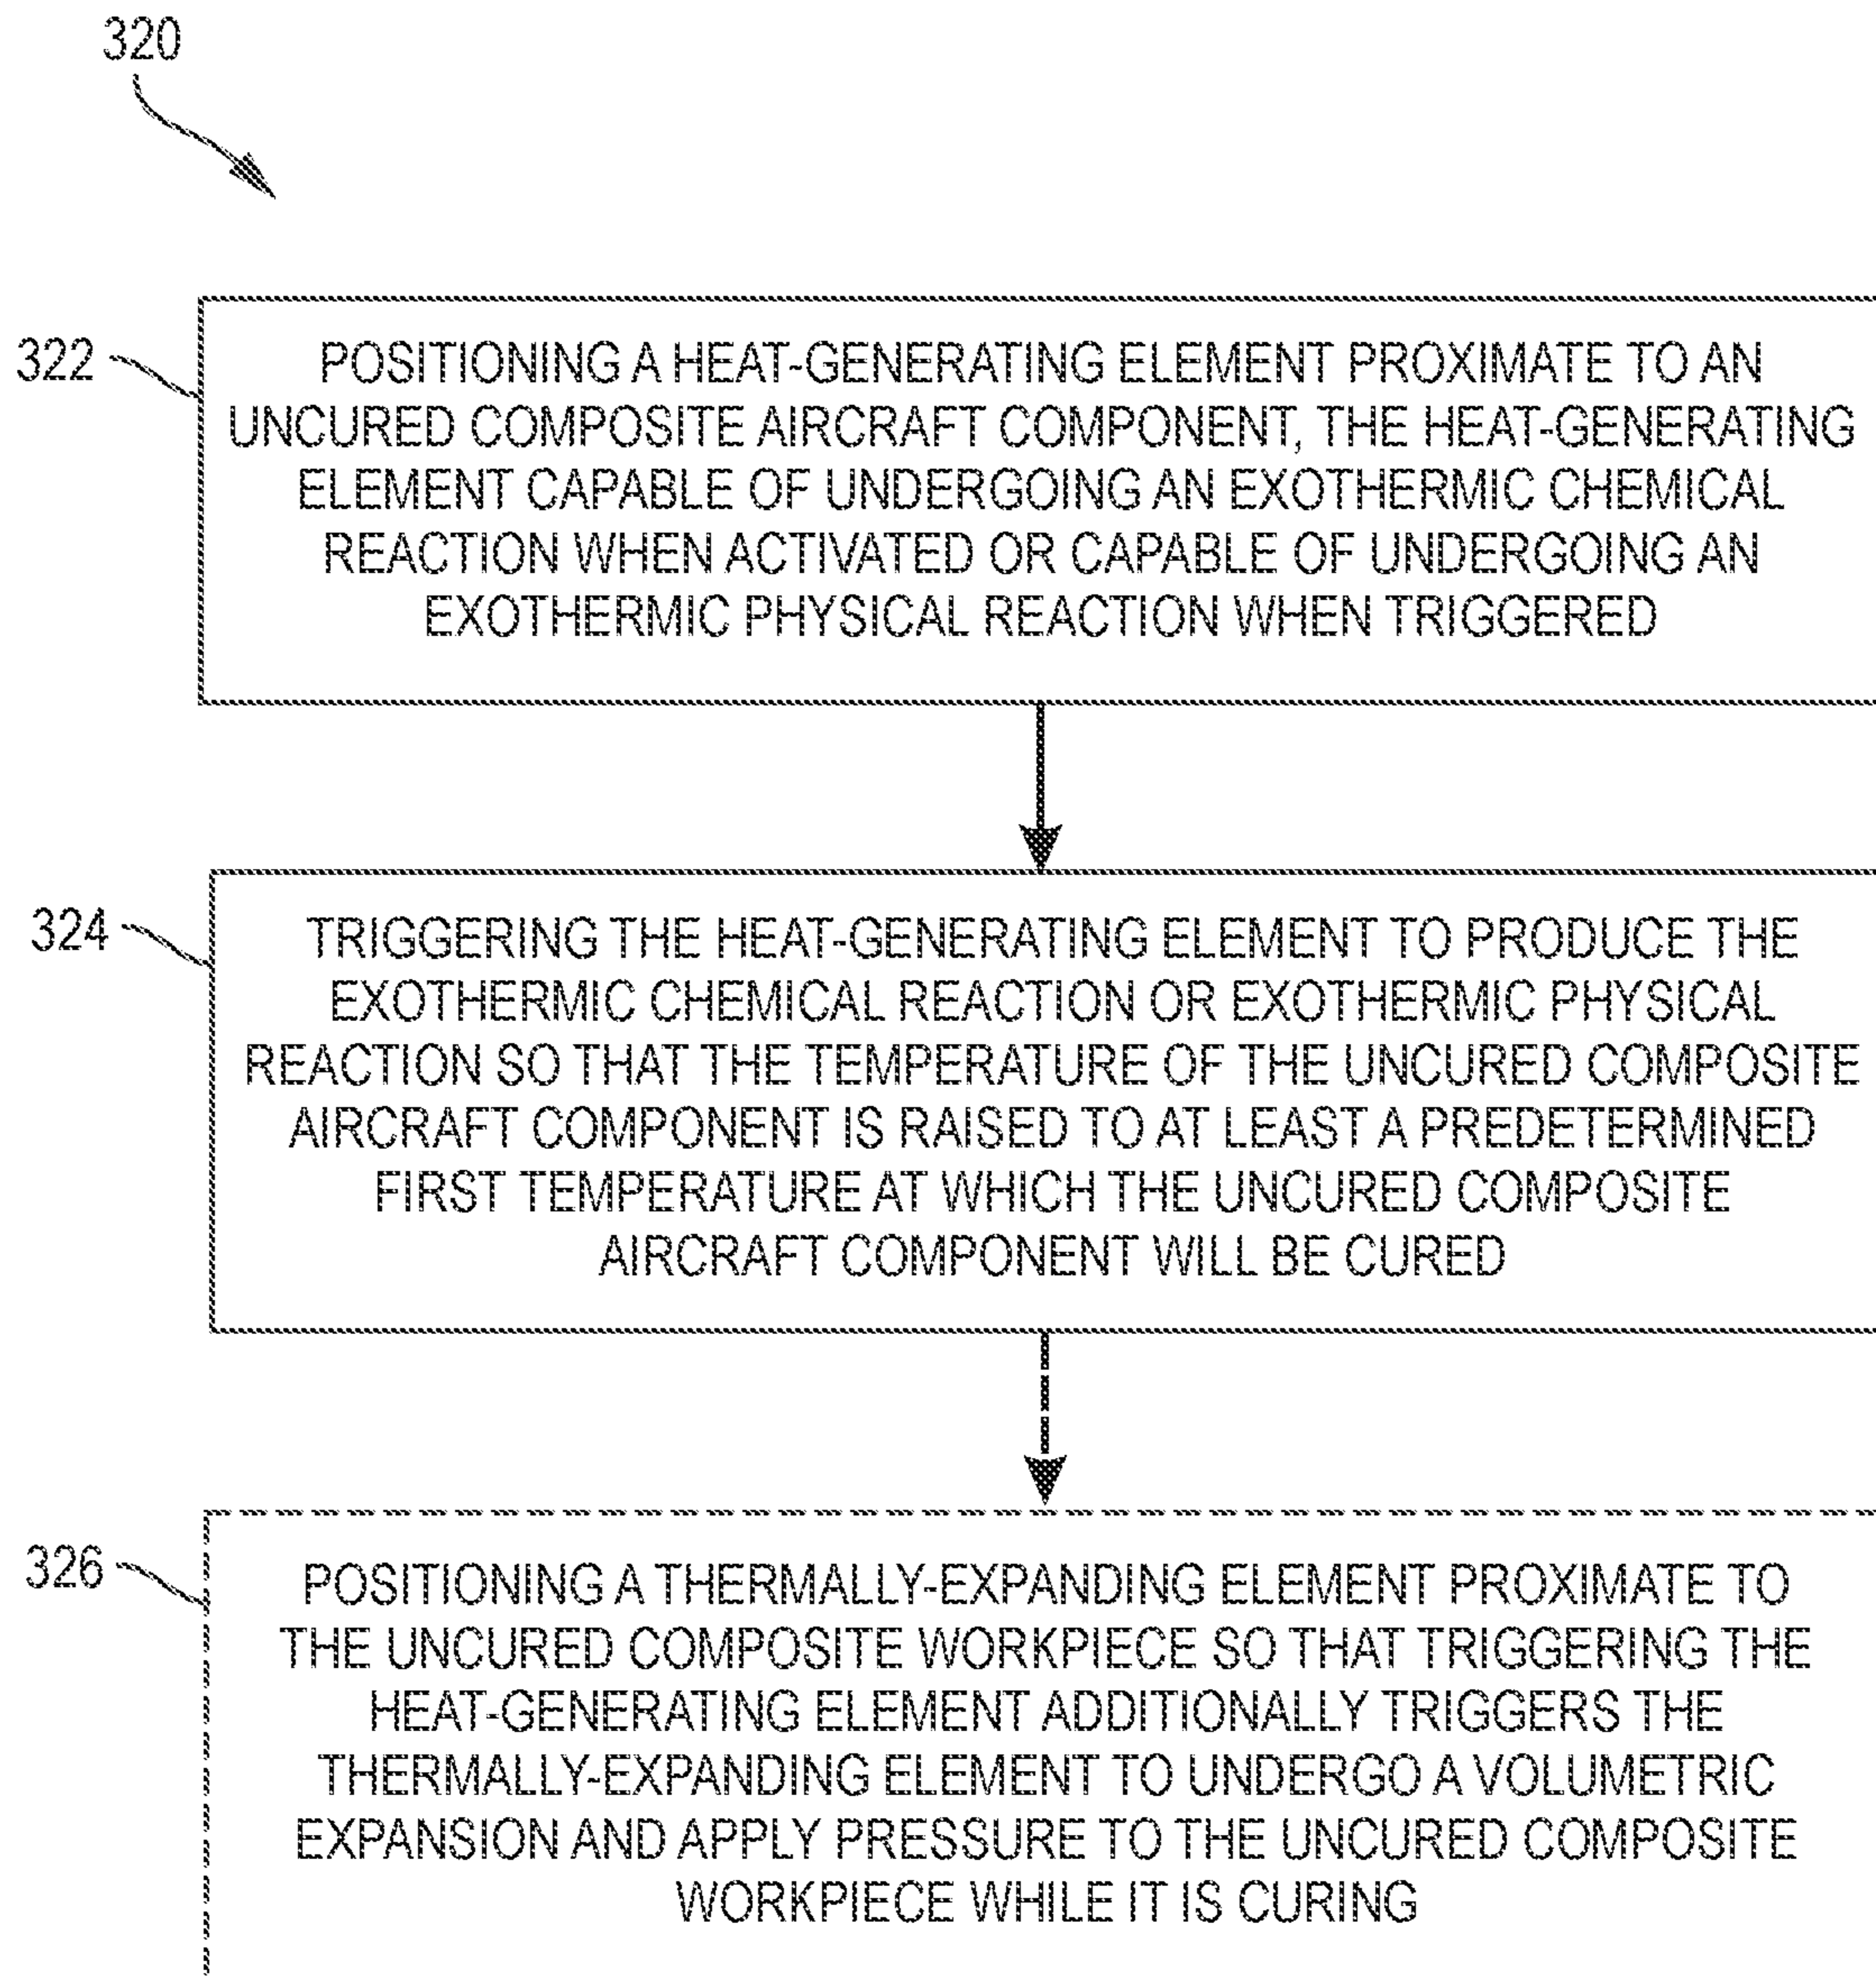 320
322
POSITIONING A HEAT-GENERATING ELEMENT PROXIMATE TO AN
UNCURED COMPOSITE AIRCRAFT COMPONENT, THE HEAT-GENERATING
ELEMENT CAPABLE OF UNDERGOING AN EXOTHERMIC CHEMICAL
REACTION WHEN ACTIVATED OR CAPABLE OF UNDERGOING AN
EXOTHERMIC PHYSICAL REACTION WHEN TRIGGERED
324
TRIGGERING THE HEAT-GENERATING ELEMENT TO PRODUCE THE
EXOTHERMIC CHEMICAL REACTION OR EXOTHERMIC PHYSICAL
REACTION SO THAT THE TEMPERATURE OF THE UNCURED COMPOSITE
AIRCRAFT COMPONENT IS RAISED TO AT LEAST A PREDETERMINED
FIRST TEMPERATURE AT WHICH THE UNCURED COMPOSITE
AIRCRAFT COMPONENT WILL BE CURED
326
POSITIONING A THERMALLY-EXPANDING ELEMENT PROXIMATE TO
THE UNCURED COMPOSITE WORKPIECE SO THAT TRIGGERING THE
HEAT-GENERATING ELEMENT ADDITIONALLY TRIGGERS THE
THERMALLY-EXPANDING ELEMENT TO UNDERGO A VOLUMETRIC
EXPANSION AND APPLY PRESSURE TO THE UNCURED COMPOSITE
WORKPIECE WHILE IT IS CURING